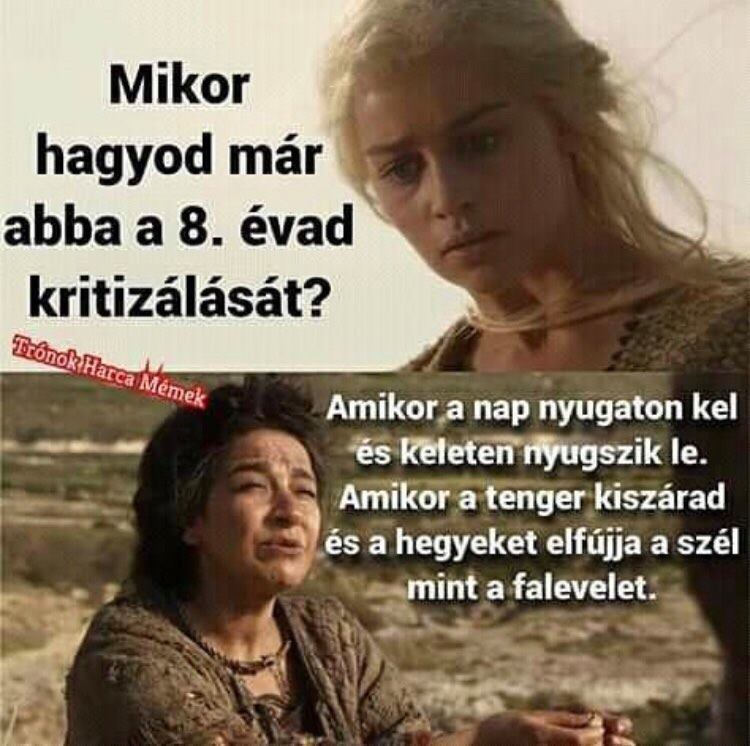 Mikor
hagyod már
abba a 8. évad
kritizálását?
Trónok Harca Mémek
Amikor a nap nyugaton kel
és keleten nyugszik le.
Amikor a tenger kiszárad
és a hegyeket elfújja a szél
mint a falevelet.